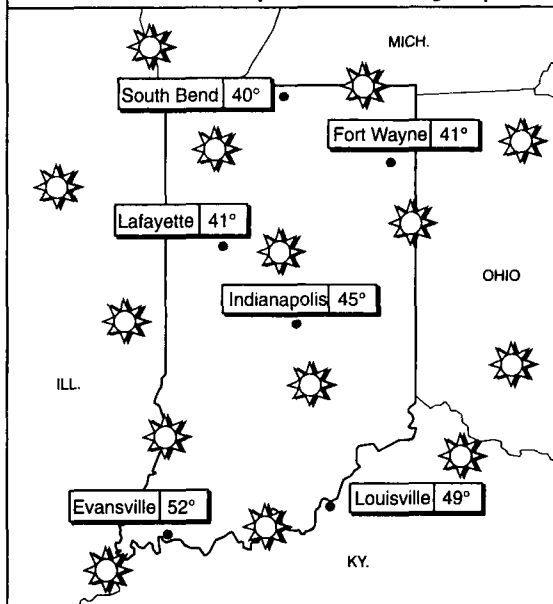 MICH.
South Bend 40°
Fort Wayne 41°
Lafayette 41°
OHIO
Indianapolis 45°
ILL.
Evansville 52°
Louisville 49°
KY.